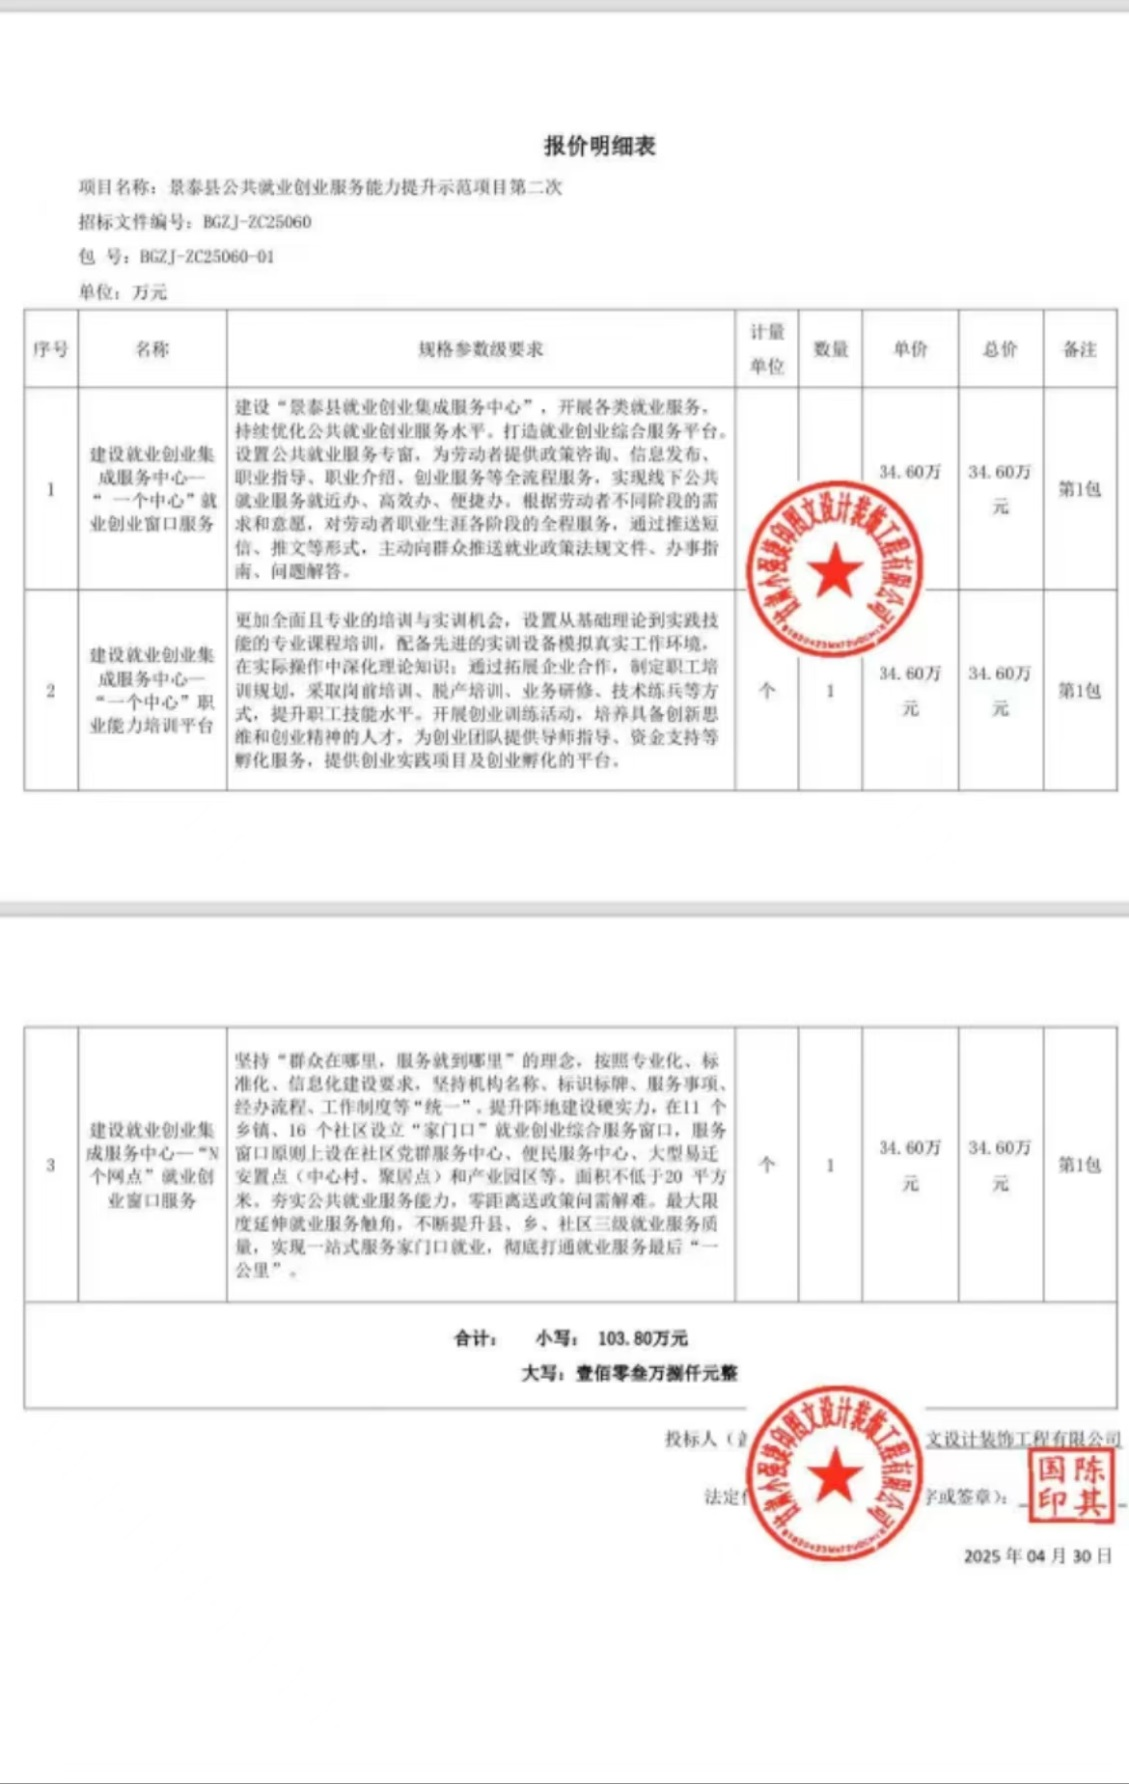 报价明细表
项目名称：景泰县公共就业创业服务能力提升示范项目第二次
招标文件编号：BGZJ-ZC25060
包 号：BGZJ-ZC25060-01
单位：万元
序号 名称 规格参数级要求 计量单位 数量 单价 总价 备注
1
建设就业创业集
成服务中心—
“一个中心”就
业创业窗口服务
建设“景泰县就业创业集成服务中心”，开展各类就业服务，
持续优化公共就业创业服务水平。打造就业创业综合服务平台。
设置公共就业服务专窗，为劳动者提供政策咨询、信息发布、
职业指导、职业介绍、创业服务等全流程服务，实现线下公共
就业服务就近办、高效办、便捷办。根据劳动者不同阶段的需
求和意愿，对劳动者职业生涯各阶段的全程服务，通过推送短
信、推文等形式，主动向群众推送就业政策法规文件、办事指
南、问题解答。
34.60万
34.60万
元
第1包
2
建设就业创业集
成服务中心—
“一个中心”职
业能力培训平台
更加全面且专业的培训与实训机会，设置从基础理论到实践技
能的专业课程培训，配备先进的实训设备模拟真实工作环境，
在实际操作中深化理论知识；通过拓展企业合作，制定职工培
训规划，采取岗前培训、脱产培训、业务研修、技术练兵等方
式，提升职工技能水平。开展创业训练活动，培养具备创新思
维和创业精神的人才，为创业团队提供导师指导、资金支持等
孵化服务，提供创业实践项目及创业孵化的平台。
个
1
34.60万
元
34.60万
元
第1包
3
建设就业创业集
成服务中心—“N
个网点”就业创
业窗口服务
坚持“群众在哪里，服务就到哪里”的理念，按照专业化、标
准化、信息化建设要求，坚持机构名称、标识标牌、服务事项、
经办流程、工作制度等“统一”。提升阵地建设硬实力，在11 个
乡镇、16 个社区设立“家门口”就业创业综合服务窗口，服务
窗口原则上设在社区党群服务中心、便民服务中心、大型易迁
安置点（中心村、聚居点）和产业园区等。面积不低于20 平方
米。夯实公共就业服务能力，零距离送政策问需解难。最大限
度延伸就业服务触角，不断提升县、乡、社区三级就业服务质
量，实现一站式服务家门口就业，彻底打通就业服务最后“一
公里”。
个
1
34.60万
元
34.60万
元
第1包
合计： 小写： 103.80万元
大写：壹佰零叁万捌仟元整
投标人（ 文设计装饰工程有限公司
法定 字或签章）：
2025 年 04 月 30 日
甘肃小强捷印图文设计装饰工程有限公司
甘肃小强捷印图文设计装饰工程有限公司
陈其
国印